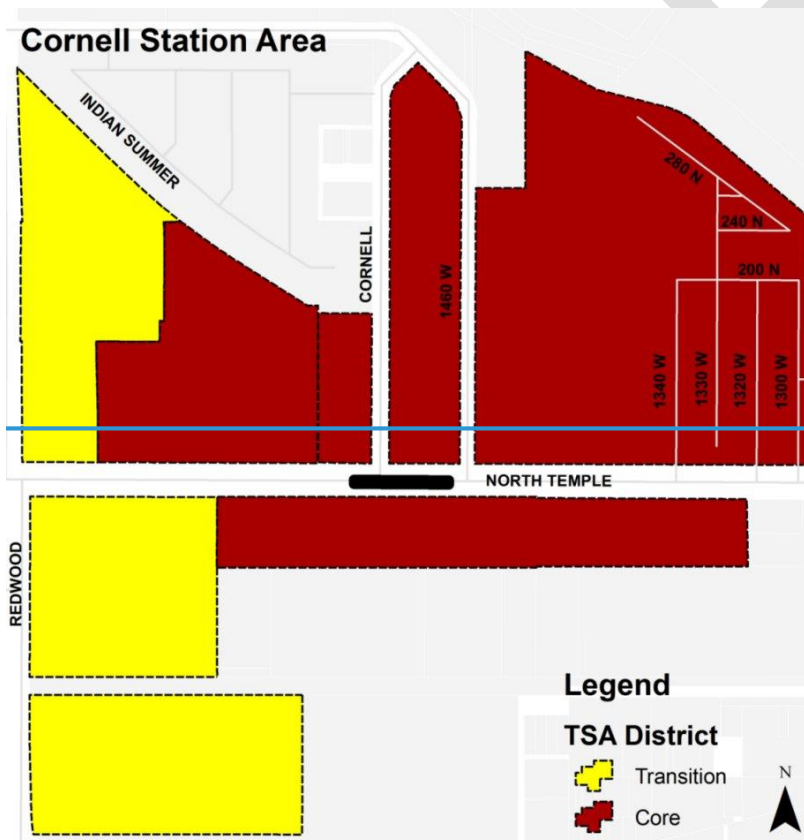 Cornell Station Area
INDIAN SUMMER
CORNELL
1460 W
280 N
240 N
200 N
1340 W
1330 W
1320 W
1300 W
NORTH TEMPLE
REDWOOD
Legend
TSA District
Transition
Core
N